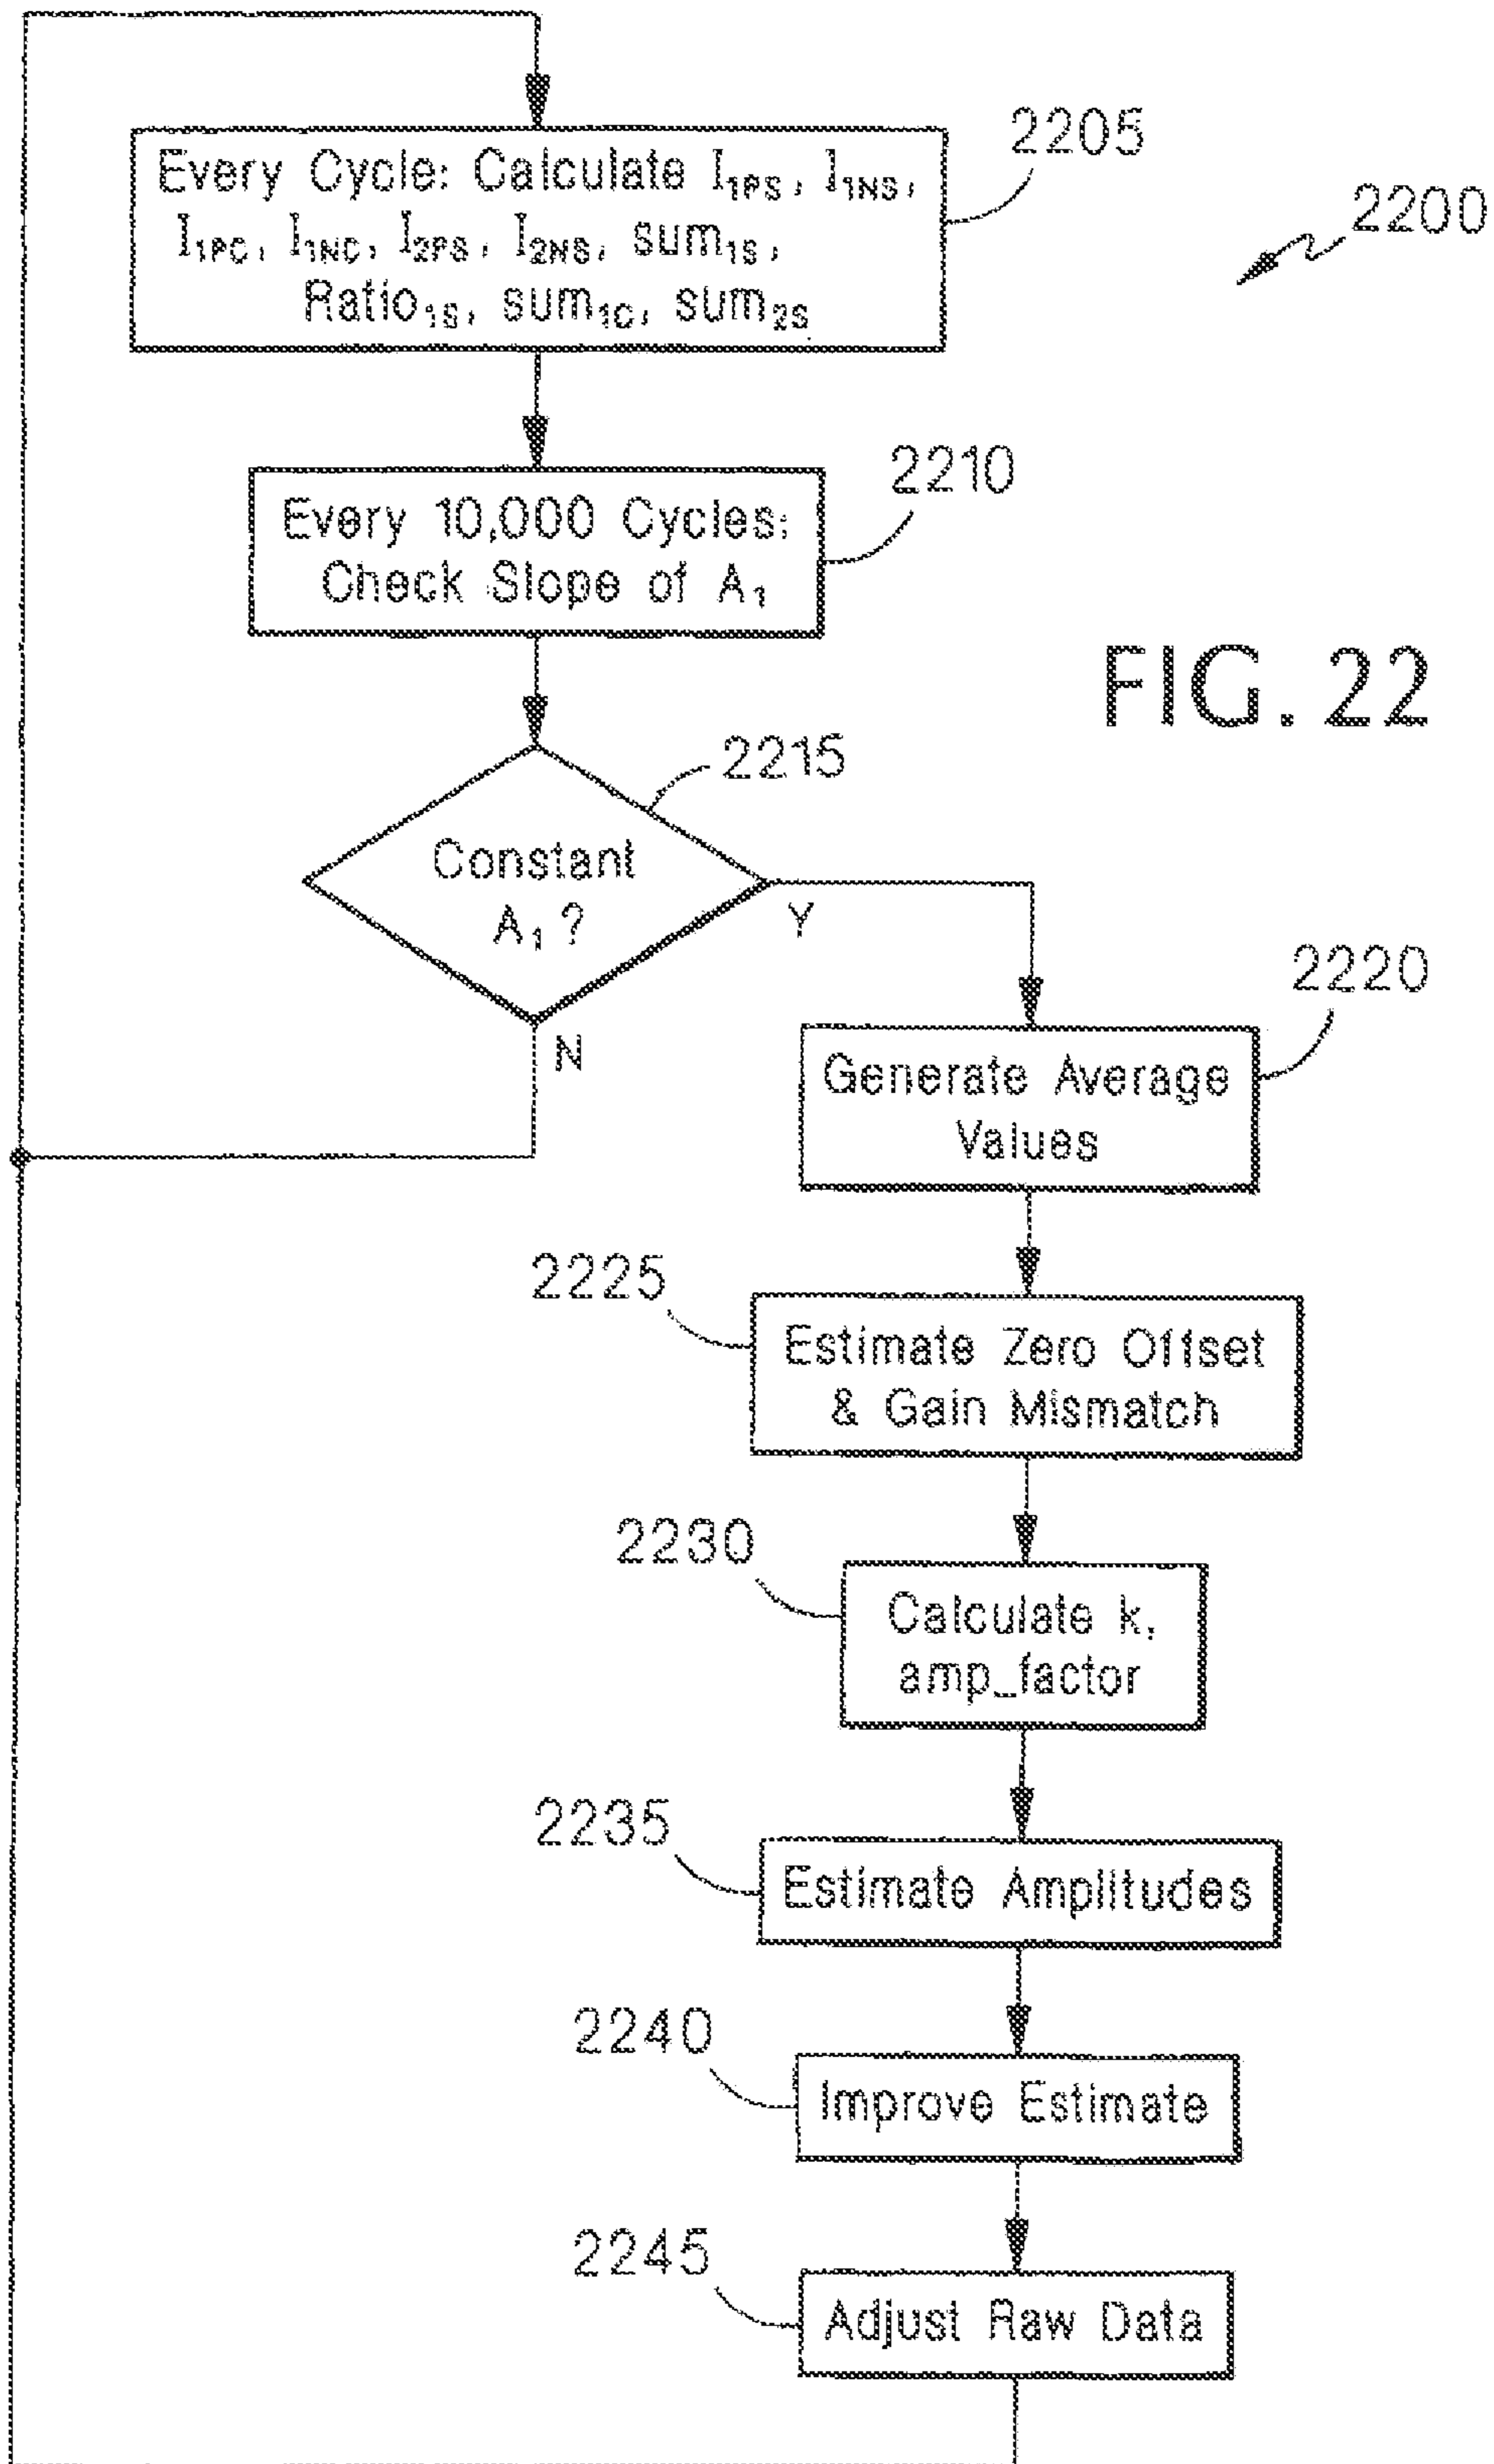 2205
Every Cycle: Calculate I1PS, I1NS,
I1PC, I1NC, I2PS, I2NS, sum1S,
Ratio1S, sum1C, sum2S
2200
2210
Every 10,000 Cycles:
Check Slope of A1
FIG. 22
2215
Constant
A1?
Y
N
2220
Generate Average
Values
2225
Estimate Zero Offset
& Gain Mismatch
2230
Calculate k,
amp_factor
2235
Estimate Amplitudes
2240
Improve Estimate
2245
Adjust Raw Data